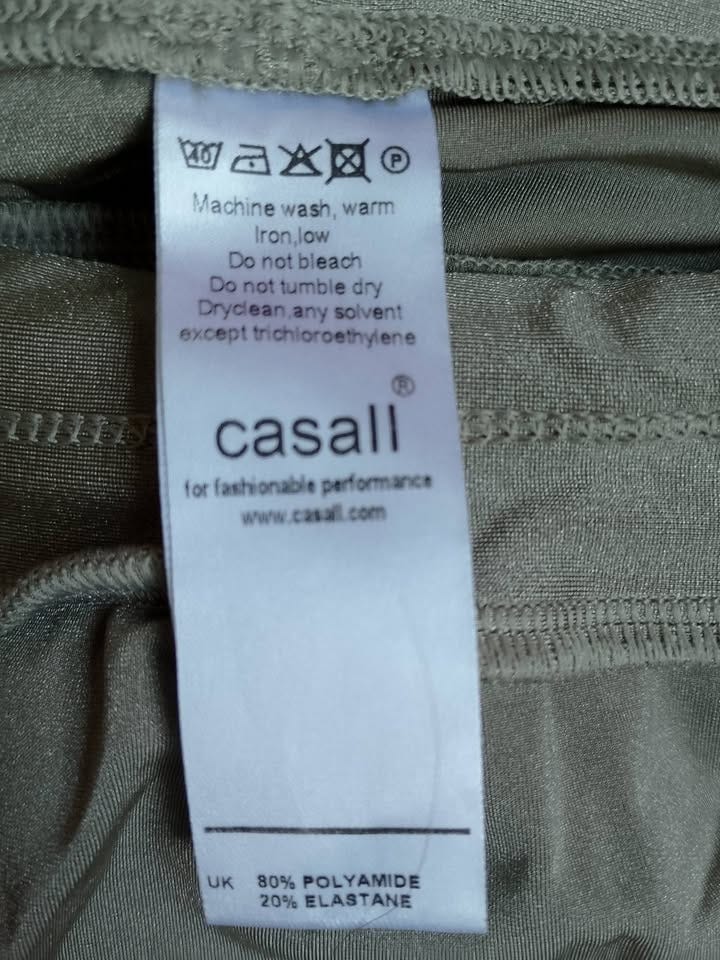 40 P
Machine wash, warm
Iron,low
Do not bleach
Do not tumble dry
Dryclean,any solvent
except trichloroethylene
casall®
for fashionable performance
www.casall.com
UK 80% POLYAMIDE
20% ELASTANE